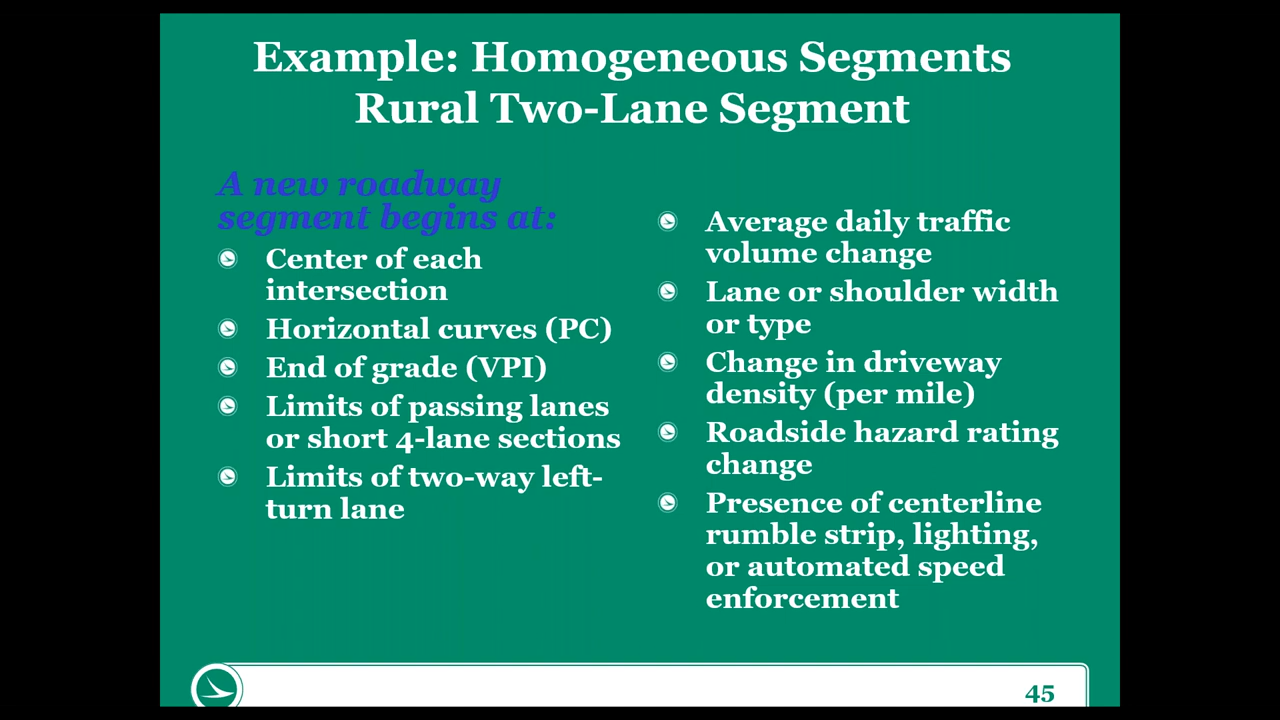 Example: Homogeneous Segments
Rural Two-Lane Segment
A new roadway
segment begins at:
Center of each
intersection
Horizontal curves (PC)
End of grade (VPI)
Limits of passing lanes
or short 4-lane sections
Limits of two-way left-
turn lane
Average daily traffic
volume change
Lane or shoulder width
or type
Change in driveway
density (per mile)
Roadside hazard rating
change
Presence of centerline
rumble strip, lighting,
or automated speed
enforcement
45